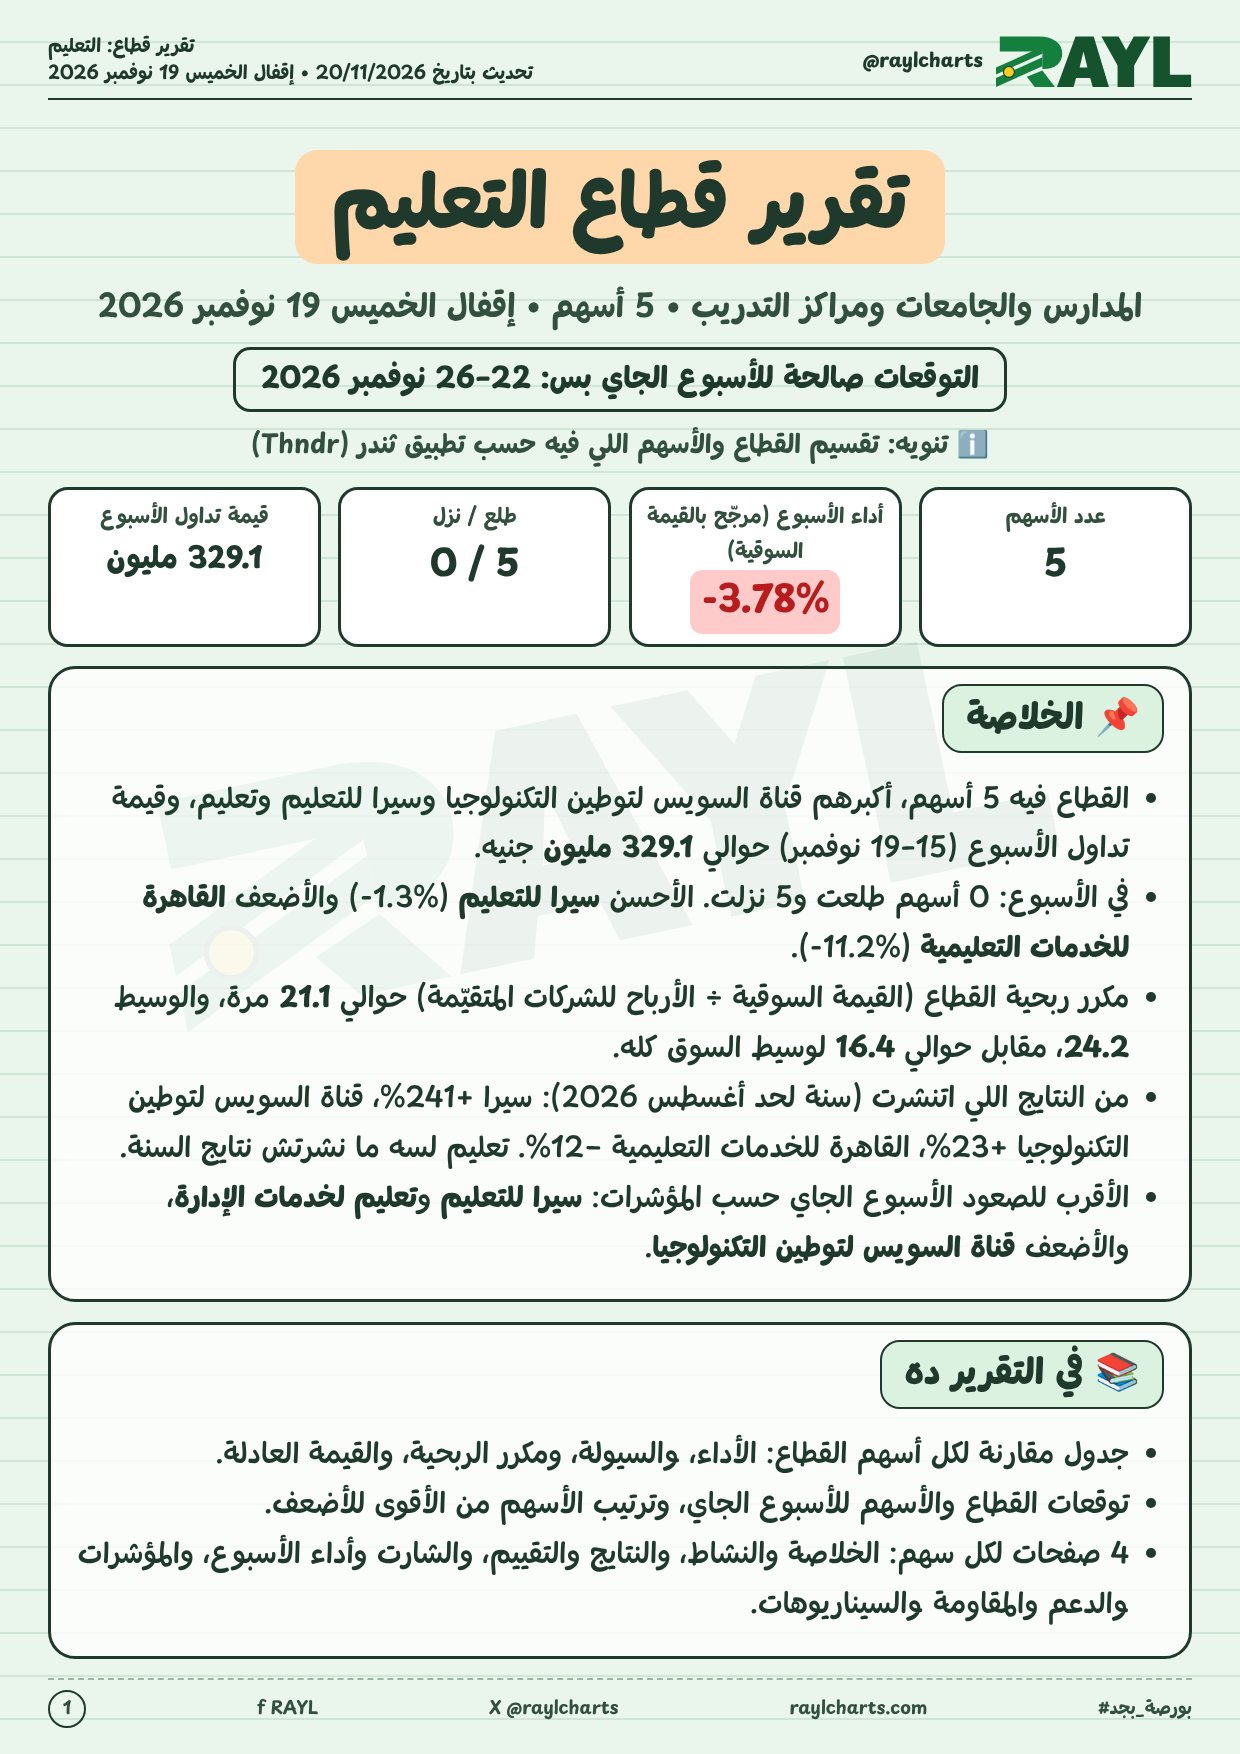 RAYL
@raylcharts
تقرير قطاع: التعليم
تحديث بتاريخ 20/11/2026 • إقفال الخميس 19 نوفمبر 2026
تقرير قطاع التعليم
المدارس والجامعات ومراكز التدريب • 5 أسهم • إقفال الخميس 19 نوفمبر 2026
التوقعات صالحة للأسبوع الجاي بس: 22–26 نوفمبر 2026
ℹ️ تنويه: تقسيم القطاع والأسهم اللي فيه حسب تطبيق ثندر (Thndr)
عدد الأسهم
5
أداء الأسبوع (مرجّح بالقيمة
السوقية)
-3.78%
طلع / نزل
0 / 5
قيمة تداول الأسبوع
329.1 مليون
📌 الخلاصة
• القطاع فيه 5 أسهم، أكبرهم قناة السويس لتوطين التكنولوجيا وسيرا للتعليم وتعليم، وقيمة
تداول الأسبوع (15–19 نوفمبر) حوالي 329.1 مليون جنيه.
• في الأسبوع: 0 أسهم طلعت و5 نزلت. الأحسن سيرا للتعليم (-1.3%) والأضعف القاهرة
للخدمات التعليمية (-11.2%).
• مكرر ربحية القطاع (القيمة السوقية ÷ الأرباح للشركات المتقيّمة) حوالي 21.1 مرة، والوسيط
24.2، مقابل حوالي 16.4 لوسيط السوق كله.
• من النتايج اللي اتنشرت (سنة لحد أغسطس 2026): سيرا +241%، قناة السويس لتوطين
التكنولوجيا +23%، القاهرة للخدمات التعليمية –12%. تعليم لسه ما نشرتش نتايج السنة.
• الأقرب للصعود الأسبوع الجاي حسب المؤشرات: سيرا للتعليم وتعليم لخدمات الإدارة،
والأضعف قناة السويس لتوطين التكنولوجيا.
📚 في التقرير دة
• جدول مقارنة لكل أسهم القطاع: الأداء، والسيولة، ومكرر الربحية، والقيمة العادلة.
• توقعات القطاع والأسهم للأسبوع الجاي، وترتيب الأسهم من الأقوى للأضعف.
• 4 صفحات لكل سهم: الخلاصة والنشاط، والنتايج والتقييم، والشارت وأداء الأسبوع، والمؤشرات
والدعم والمقاومة والسيناريوهات.
#بورصة_بجد
raylcharts.com
X @raylcharts
f RAYL
1